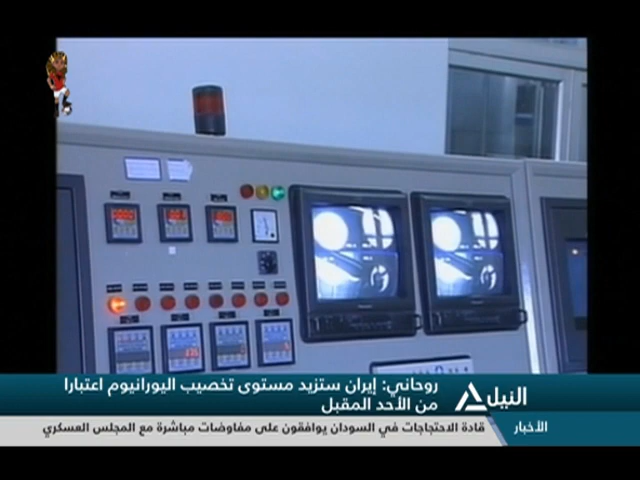 روحاني: إيران ستزيد مستوى تخصيب اليورانيوم اعتبارا
من الأحد المقبل
النيل
الأخبار
قادة الاحتجاجات في السودان يوافقون على مفاوضات مباشرة مع المجلس العسكري